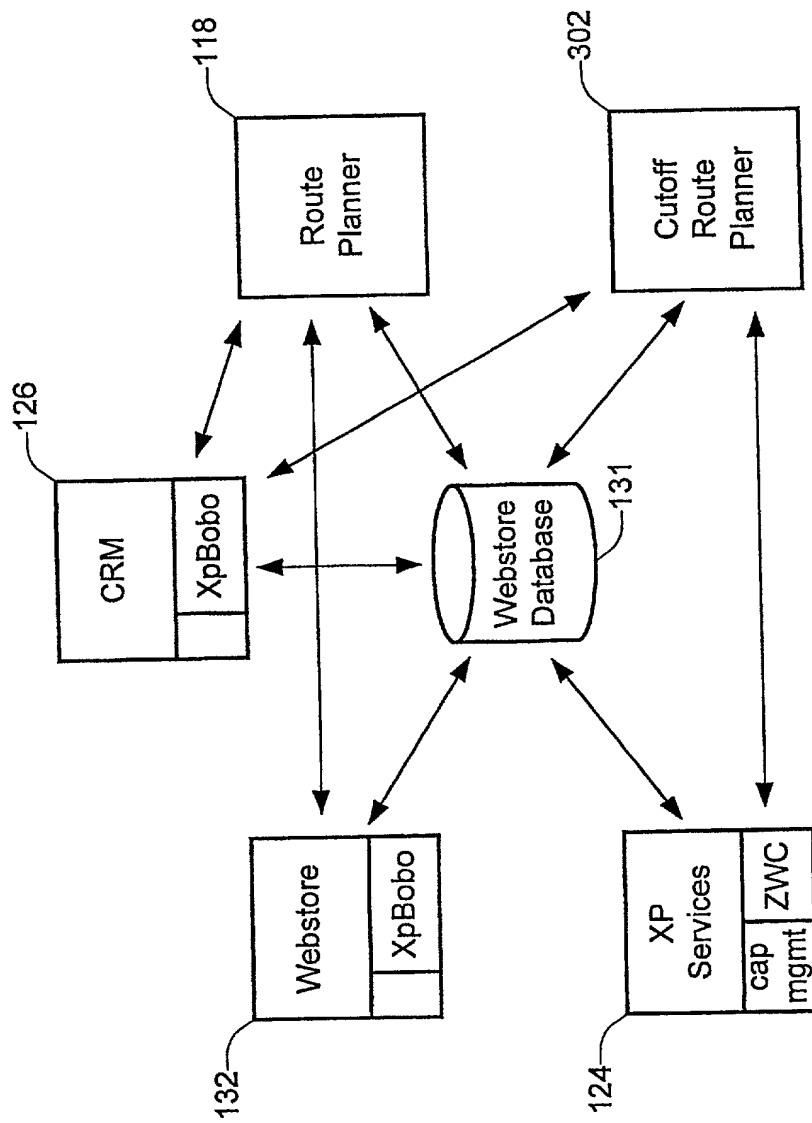 126
CRM
XpBobo
118
Route
Planner
132
Webstore
XpBobo
Webstore
Database
131
302
Cutoff
Route
Planner
124
XP
Services
cap
mgmt
ZWC